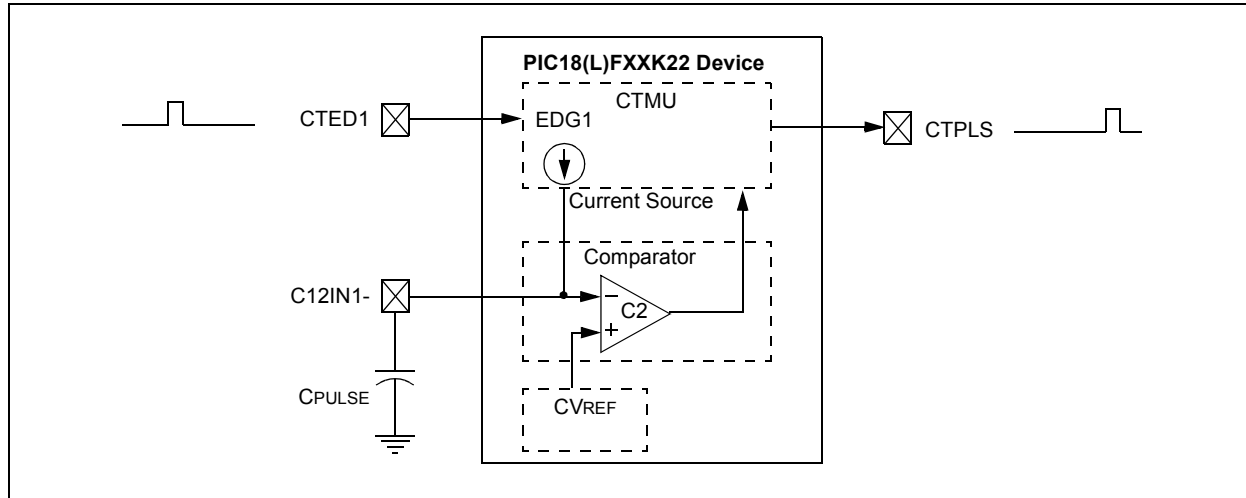 PIC18(L)FXXK22 Device
CTMU
CTED1
EDG1
CTPLS
Current Source
Comparator
C12IN1-
C2
CPULSE
CVREF